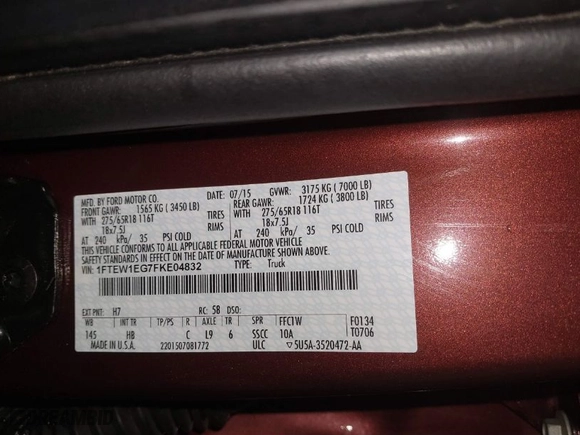 MFD. BY FORD MOTOR CO. DATE: 07/15 GVWR: 3175 KG ( 7000 LB)
FRONT GAWR: 1565 KG ( 3450 LB) REAR GAWR: 1724 KG ( 3800 LB)
275/65R18 116T TIRES 275/65R18 116T TIRES
18x7.5J RIMS 18x7.5J RIMS
AT 240 kPa/ 35 PSI COLD AT 240 kPa/ 35 PSI COLD
THIS VEHICLE CONFORMS TO ALL APPLICABLE FEDERAL MOTOR VEHICLE
SAFETY STANDARDS IN EFFECT ON THE DATE OF MANUFACTURE SHOWN ABOVE.
VIN: 1FTEW1EG7FKE04832 TYPE: Truck
EXT PNT: H7 RC: 58 DSO:
WB INT TR TP/PS R AXLE TR SPR FFC1W F0134
145 HB C L9 6 SSCC 10A T0706
MADE IN U.S.A. 2201507081772 ULC ▽5U5A-3520472-AA